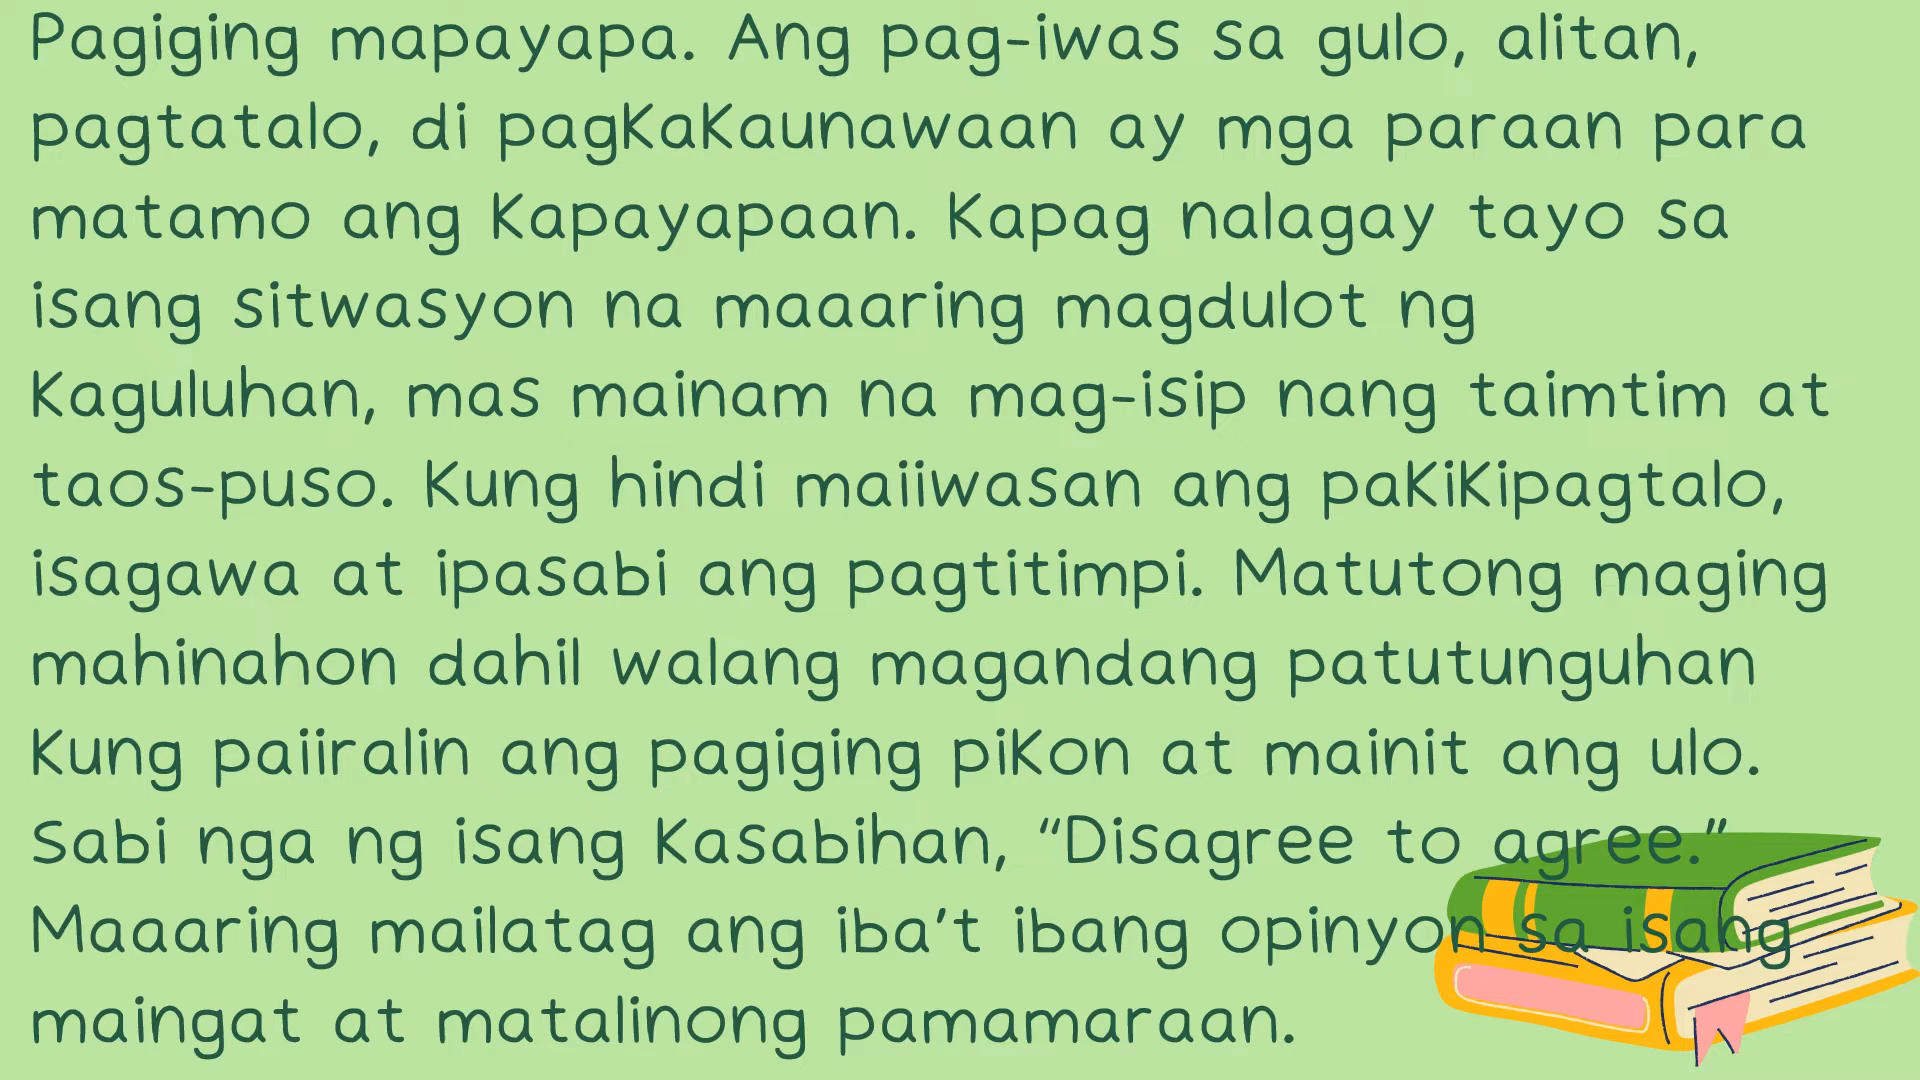 Pagiging mapayapa. Ang pag-iwas sa gulo, alitan,
pagtatalo, di pagkakaunawaan ay mga paraan para
matamo ang kapayapaan. Kapag nalagay tayo sa
isang sitwasyon na maaaring magdulot ng
kaguluhan, mas mainam na mag-isip nang taimtim at
taos-puso. Kung hindi maiiwasan ang pakikipagtalo,
isagawa at ipasabi ang pagtitimpi. Matutong maging
mahinahon dahil walang magandang patutunguhan
kung paiiralin ang pagiging pikon at mainit ang ulo.
Sabi nga ng isang kasabihan, “Disagree to agree.”
Maaaring mailatag ang iba’t ibang opinyon sa isang
maingat at matalinong pamamaraan.